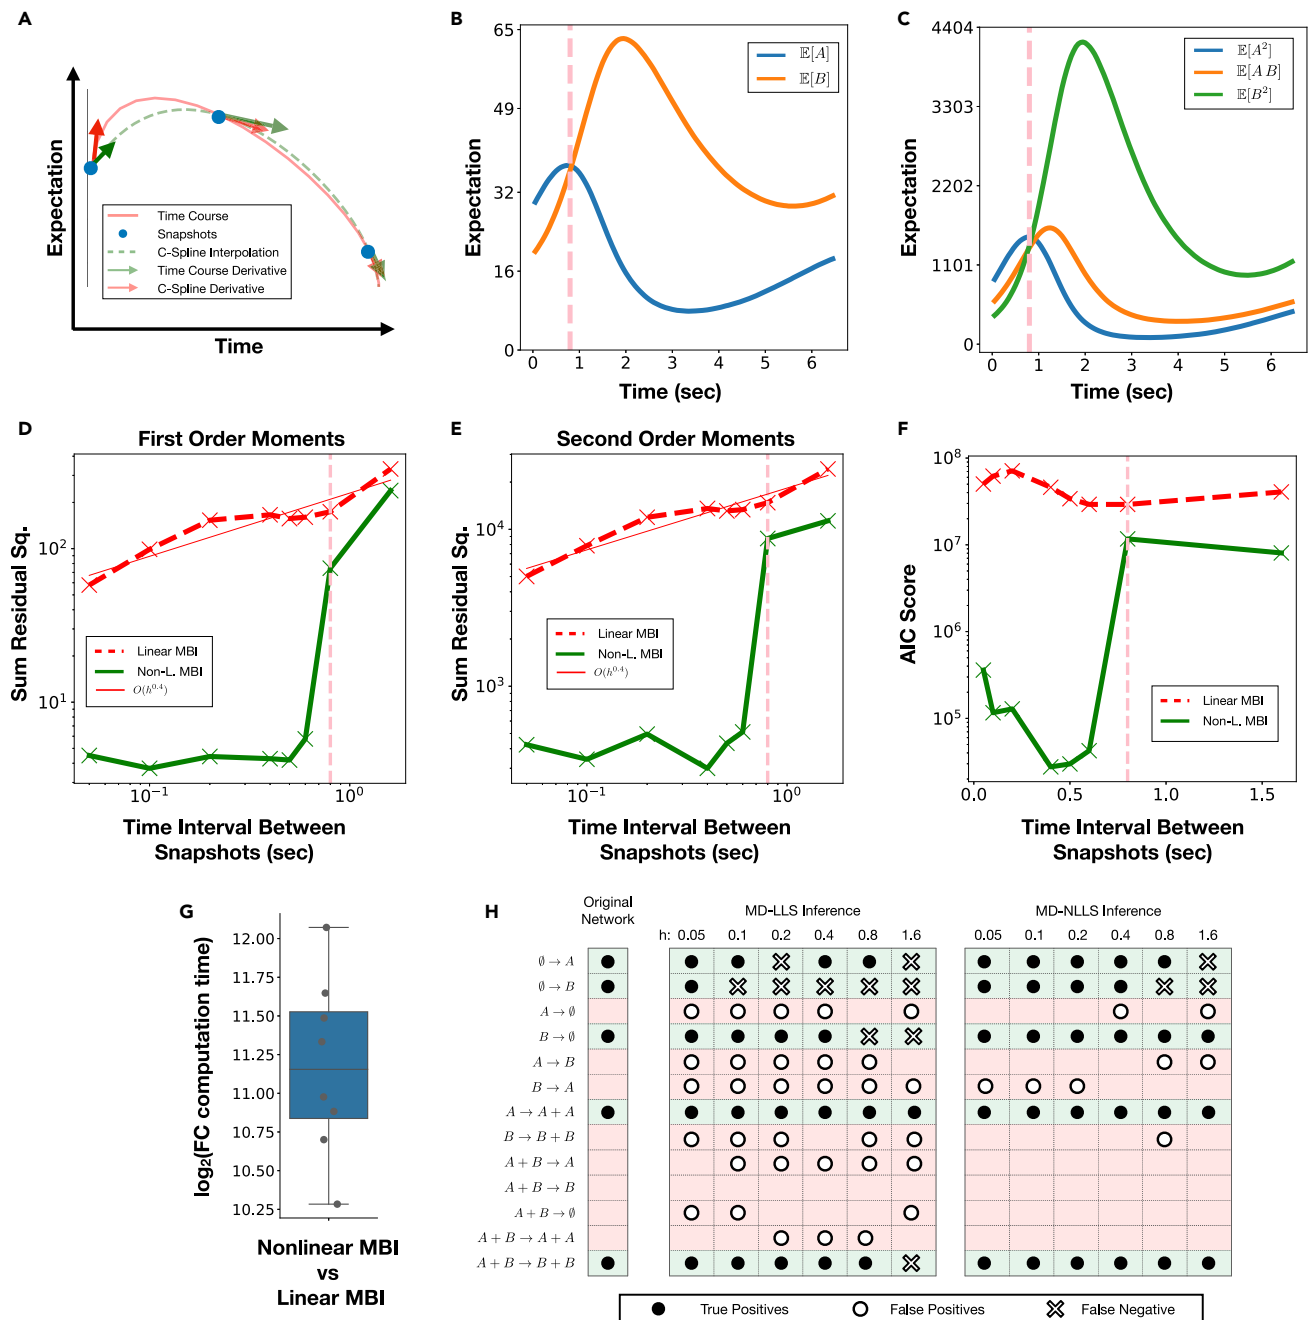 A
Expectation
Time
Time Course
Snapshots
C-Spline Interpolation
Time Course Derivative
C-Spline Derivative
B
Expectation
65
49
32
16
0
0 1 2 3 4 5 6
Time (sec)
𝔼[A]
𝔼[B]
C
Expectation
4404
3303
2202
1101
0
0 1 2 3 4 5 6
Time (sec)
𝔼[A²]
𝔼[A B]
𝔼[B²]
D
First Order Moments
Sum Residual Sq.
10²
10¹
10⁻¹ 10⁰
Time Interval Between
Snapshots (sec)
Linear MBI
Non-L. MBI
O(h^0.4)
E
Second Order Moments
Sum Residual Sq.
10⁴
10³
10⁻¹ 10⁰
Time Interval Between
Snapshots (sec)
Linear MBI
Non-L. MBI
O(h^0.4)
F
AIC Score
10⁸
10⁷
10⁶
10⁵
0.0 0.5 1.0 1.5
Time Interval Between
Snapshots (sec)
Linear MBI
Non-L. MBI
G
log₂(FC computation time)
12.00
11.75
11.50
11.25
11.00
10.75
10.50
10.25
Nonlinear MBI
vs
Linear MBI
H
Original
Network
MD-LLS Inference
MD-NLLS Inference
h: 0.05 0.1 0.2 0.4 0.8 1.6
0.05 0.1 0.2 0.4 0.8 1.6
∅ → A
∅ → B
A → ∅
B → ∅
A → B
B → A
A → A + A
B → B + B
A + B → A
A + B → B
A + B → ∅
A + B → A + A
A + B → B + B
True Positives
False Positives
False Negative